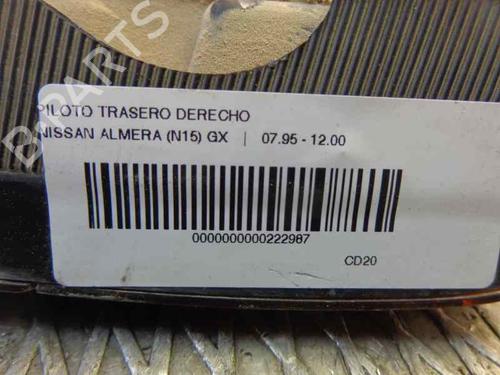 PILOTO TRASERO DERECHO
NISSAN ALMERA (N15) GX | 07.95 - 12.00
0000000000222987
CD20